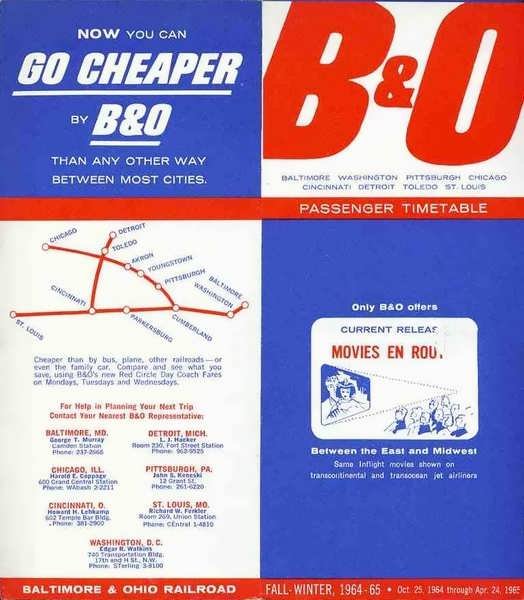 NOW YOU CAN
GO CHEAPER
BY B&O
THAN ANY OTHER WAY
BETWEEN MOST CITIES.
B&O
BALTIMORE WASHINGTON PITTSBURGH CHICAGO
CINCINNATI DETROIT TOLEDO ST. LOUIS
PASSENGER TIMETABLE
CHICAGO
DETROIT
TOLEDO
AKRON
YOUNGSTOWN
PITTSBURGH
BALTIMORE
WASHINGTON
CINCINNATI
ST. LOUIS
PARKERSBURG
CUMBERLAND
Cheaper than by bus, plane, other railroads—or
even the family car. Compare and see what you
save, using B&O's new Red Circle Day Coach Fares
on Mondays, Tuesdays and Wednesdays.
For Help in Planning Your Next Trip
Contact Your Nearest B&O Representative:
BALTIMORE, MD.
George T. Murray
Camden Station
Phone: 237-2668
DETROIT, MICH.
L. J. Hacker
Room 230, Fort Street Station
Phone: 962-9525
CHICAGO, ILL.
Harold E. Coppage
600 Grand Central Station
Phone: WAbash 2-2211
PITTSBURGH, PA.
John S.
12 Grant St.
Phone: 261-6220
CINCINNATI, O.
Howard H. Lehkamp
602 Temple Bar Bldg.
Phone: 381-2900
ST. LOUIS, MO.
Richard W. Ferkler
Room 209, Union Station
Phone: CEntral 1-4810
WASHINGTON, D. C.
Edgar R. Watkins
740 Transportation Bldg.
17th and H St., N.W.
Phone: STerling 3-8100
BALTIMORE & OHIO RAILROAD
Only B&O offers
CURRENT RELEAS
MOVIES EN ROU
Between the East and Midwest
Same Inflight movies shown on
transcontinental and transocean jet airliners
FALL-WINTER, 1964-65 • Oct. 25, 1964 through Apr. 24, 1965